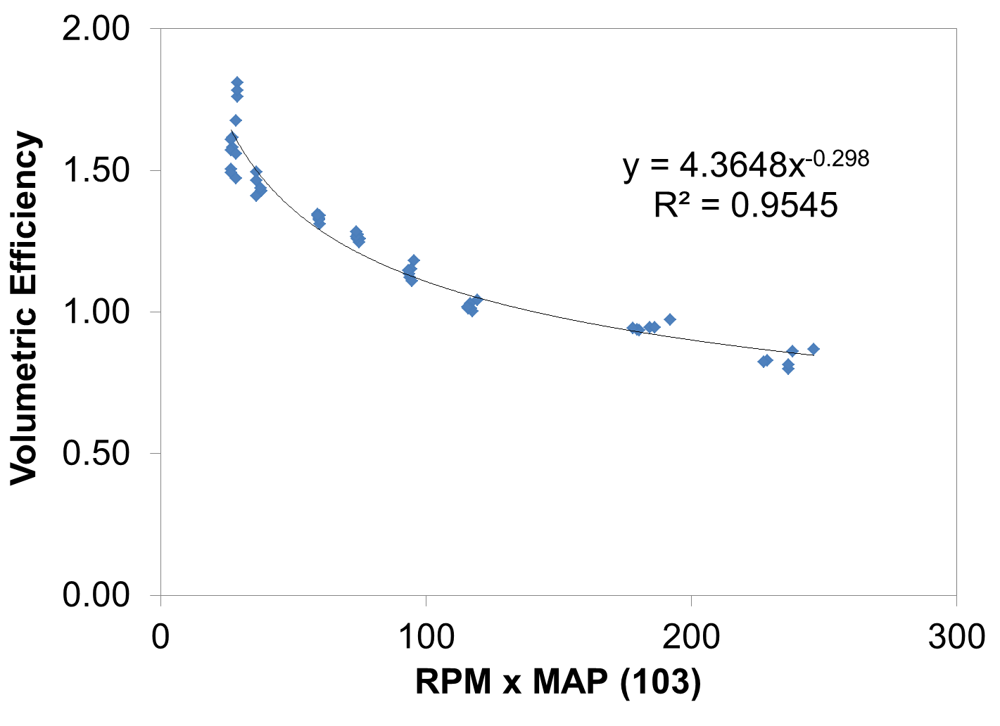 2.00
1.50
1.00
0.50
0.00
Volumetric Efficiency
y = 4.3648x⁻⁰·²⁹⁸
R² = 0.9545
0 100 200 300
RPM x MAP (103)